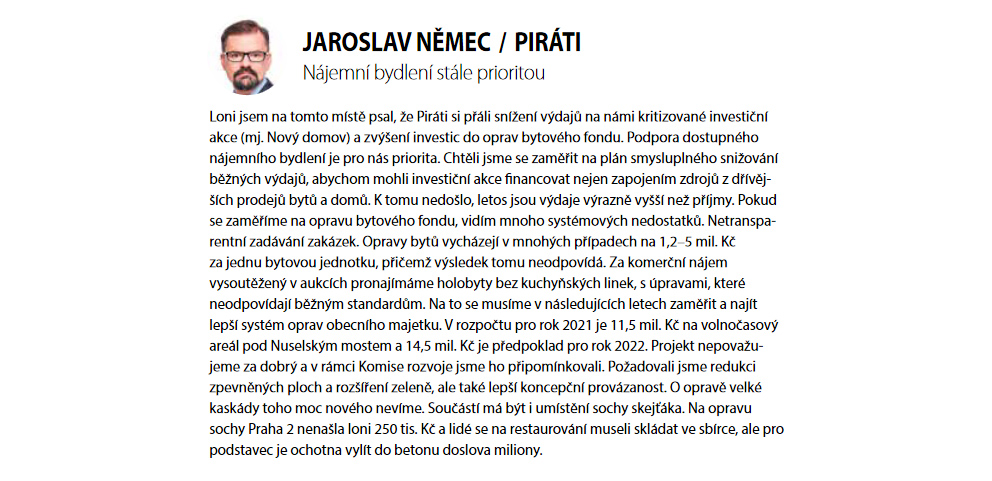 JAROSLAV NĚMEC / PIRÁTI
Nájemní bydlení stále prioritou
Loni jsem na tomto místě psal, že Piráti si přáli snížení výdajů na námi kritizované investiční
akce (mj. Nový domov) a zvýšení investic do oprav bytového fondu. Podpora dostupného
nájemního bydlení je pro nás priorita. Chtěli jsme se zaměřit na plán smysluplného snižování
běžných výdajů, abychom mohli investiční akce financovat nejen zapojením zdrojů z dřívěj-
ších prodejů bytů a domů. K tomu nedošlo, letos jsou výdaje výrazně vyšší než příjmy. Pokud
se zaměříme na opravu bytového fondu, vidím mnoho systémových nedostatků. Netranspa-
rentní zadávání zakázek. Opravy bytů vycházejí v mnohých případech na 1,2–5 mil. Kč
za jednu bytovou jednotku, přičemž výsledek tomu neodpovídá. Za komerční nájem
vysoutěžený v aukcích pronajímáme holobyty bez kuchyňských linek, s úpravami, které
neodpovídají běžným standardům. Na to se musíme v následujících letech zaměřit a najít
lepší systém oprav obecního majetku. V rozpočtu pro rok 2021 je 11,5 mil. Kč na volnočasový
areál pod Nuselským mostem a 14,5 mil. Kč je předpoklad pro rok 2022. Projekt nepovažu-
jeme za dobrý a v rámci Komise rozvoje jsme ho připomínkovali. Požadovali jsme redukci
zpevněných ploch a rozšíření zeleně, ale také lepší koncepční provázanost. O opravě velké
kaskády toho moc nového nevíme. Součástí má být i umístění sochy skejťáka. Na opravu
sochy Praha 2 nenašla loni 250 tis. Kč a lidé se na restaurování museli skládat ve sbírce, ale pro
podstavec je ochotna vylít do betonu doslova miliony.